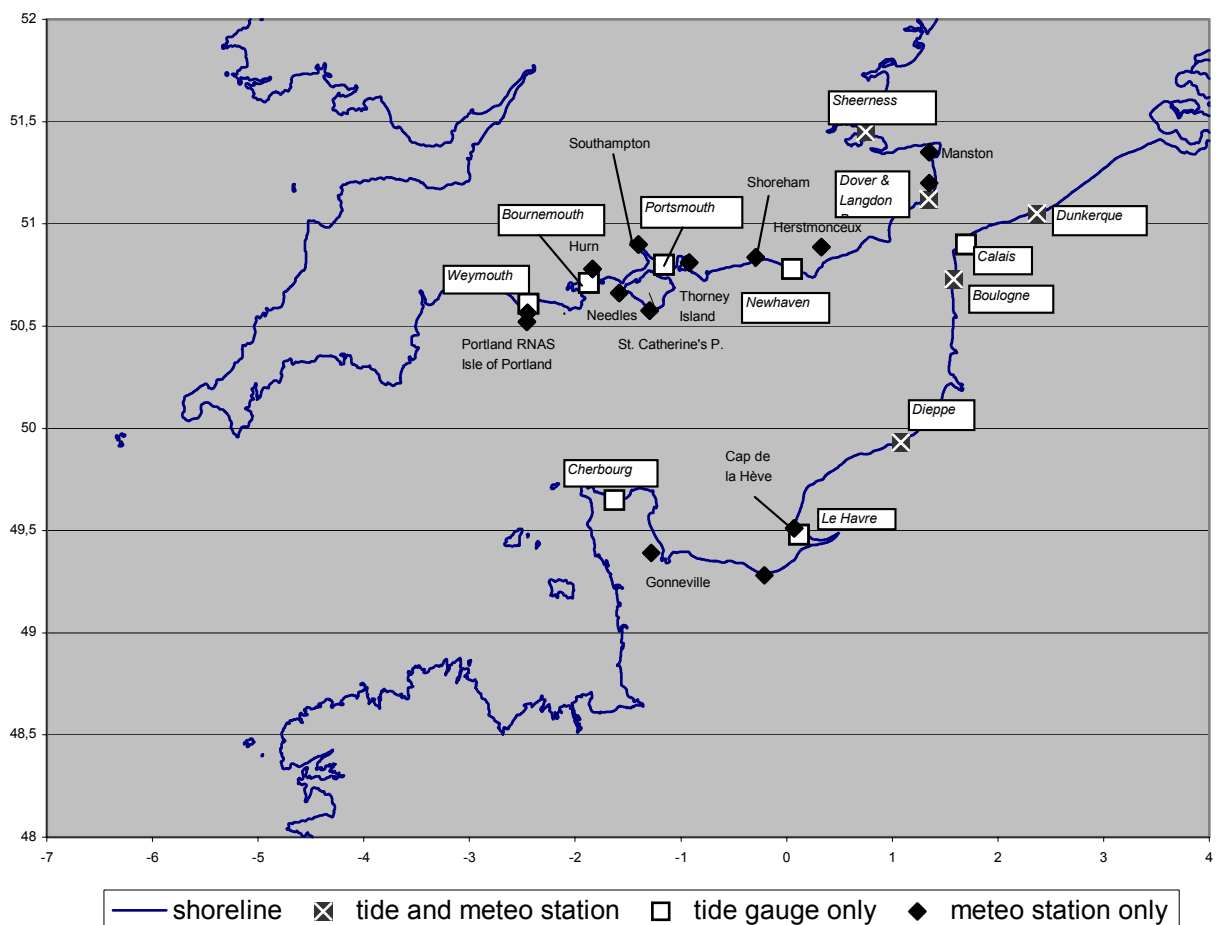 52
51,5
51
50,5
50
49,5
49
48,5
48
Sheerness
Southampton
Manston
Shoreham
Dover &
Langdon
Portsmouth
Bournemouth
Dunkerque
Herstmonceux
Hurn
Calais
Weymouth
Boulogne
Thorney
Island
Newhaven
Needles
Portland RNAS
Isle of Portland
St. Catherine's P.
Dieppe
Cherbourg
Cap de
la Hève
Le Havre
Gonneville
-7 -6 -5 -4 -3 -2 -1 0 1 2 3 4
shoreline tide and meteo station tide gauge only meteo station only